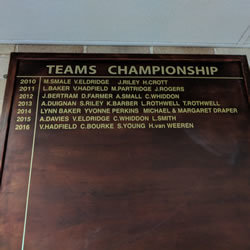 TEAMS CHAMPIONSHIP
2010 M.SMALE V.ELDRIDGE J.RILEY H.CROTT
2011 L.BAKER V.HADFIELD M.PARTRIDGE J.ROGERS
2012 J.BERTRAM D.FARMER A.SMALL C.WHIDDON
2013 A.DUIGNAN S.RILEY K.BARBER L.ROTHWELL T.ROTHWELL
2014 LYNN BAKER YVONNE PERKINS MICHAEL & MARGARET DRAPER
2015 A.DAVIES V.ELDRIDGE C.WHIDDON L.SMITH
2016 V.HADFIELD C.BOURKE S.YOUNG H.van WEEREN